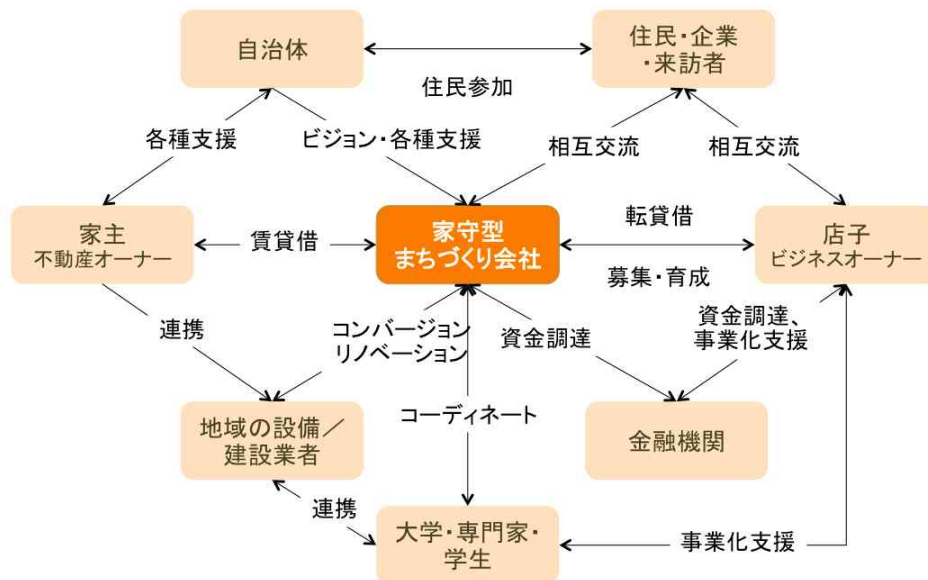 自治体
住民・企業
・来訪者
住民参加
各種支援
ビジョン・各種支援
相互交流
相互交流
家主
不動産オーナー
賃貸借
家守型
まちづくり会社
転貸借
募集・育成
店子
ビジネスオーナー
連携
コンバージョン
リノベーション
資金調達
資金調達、
事業化支援
地域の設備／
建設業者
コーディネート
金融機関
連携
大学・専門家・
学生
事業化支援